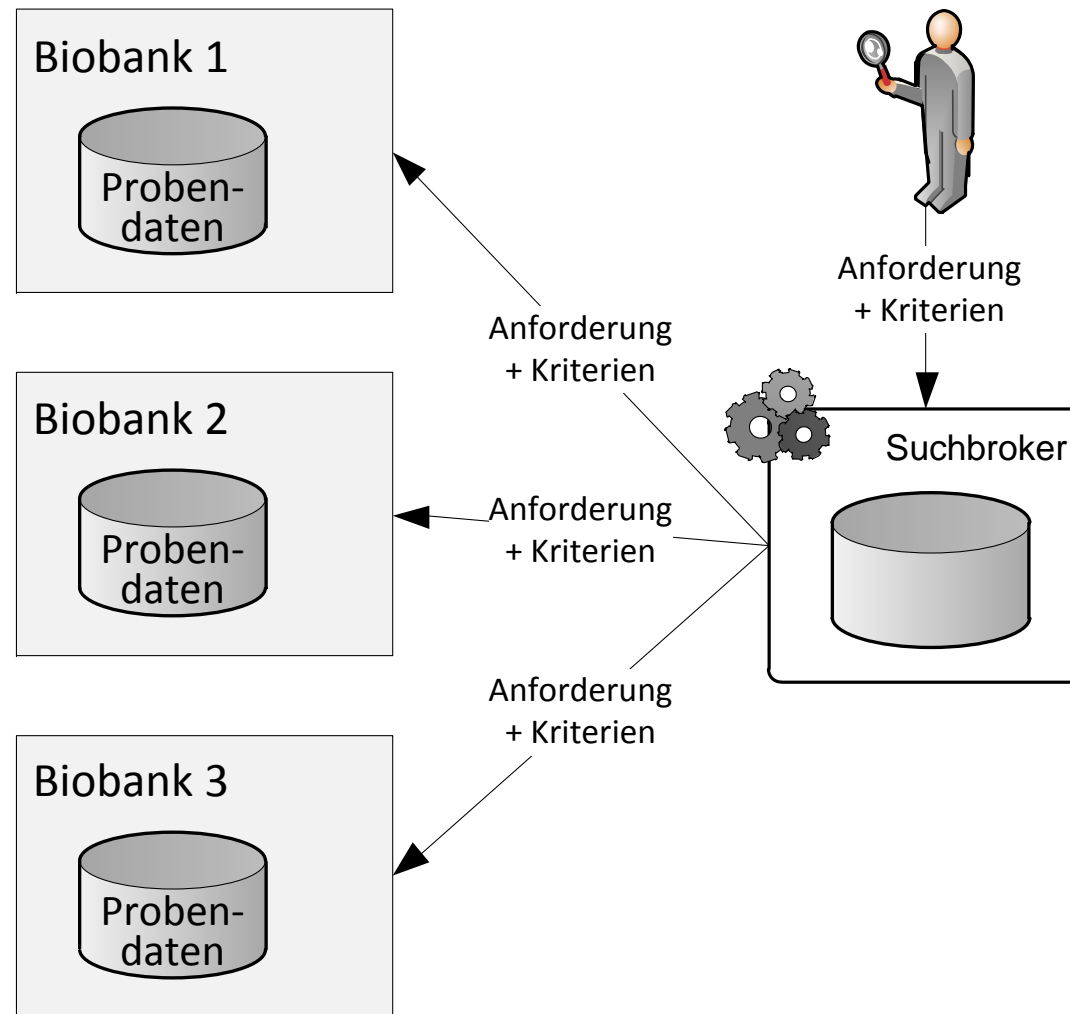 Biobank 1
Proben-
daten
Anforderung
+ Kriterien
Anforderung
+ Kriterien
Biobank 2
Suchbroker
Proben-
daten
Anforderung
+ Kriterien
Anforderung
+ Kriterien
Biobank 3
Proben-
daten